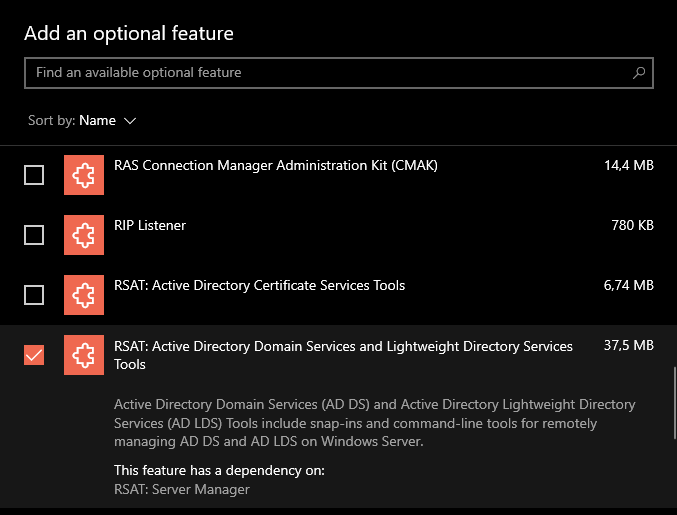 Add an optional feature
Find an available optional feature
Sort by: Name
RAS Connection Manager Administration Kit (CMAK) 14,4 MB
RIP Listener 780 KB
RSAT: Active Directory Certificate Services Tools 6,74 MB
RSAT: Active Directory Domain Services and Lightweight Directory Services 37,5 MB
Tools
Active Directory Domain Services (AD DS) and Active Directory Lightweight Directory
Services (AD LDS) Tools include snap-ins and command-line tools for remotely
managing AD DS and AD LDS on Windows Server.
This feature has a dependency on:
RSAT: Server Manager